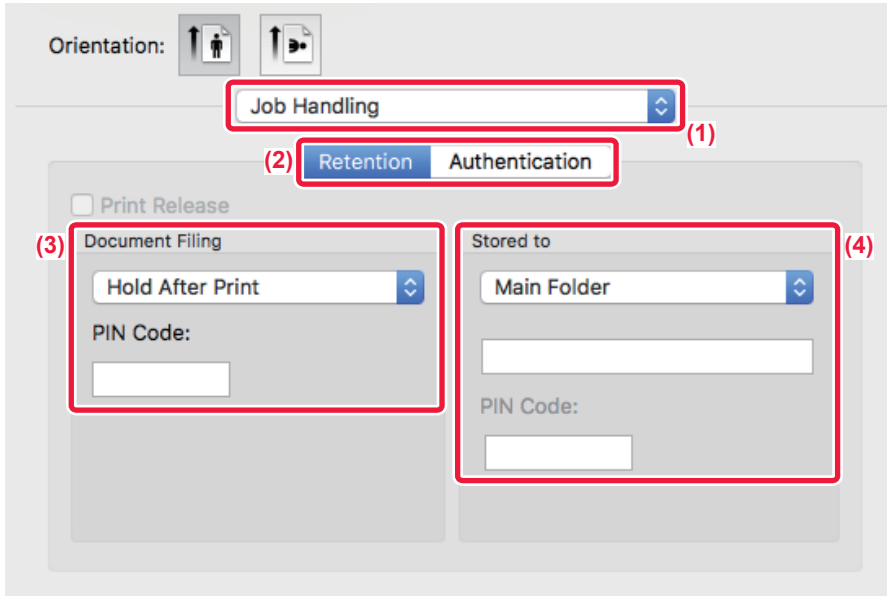 Orientation:
Job Handling
(1)
(2) Retention Authentication
Print Release
(3) Document Filing
Stored to (4)
Hold After Print
Main Folder
PIN Code:
PIN Code: